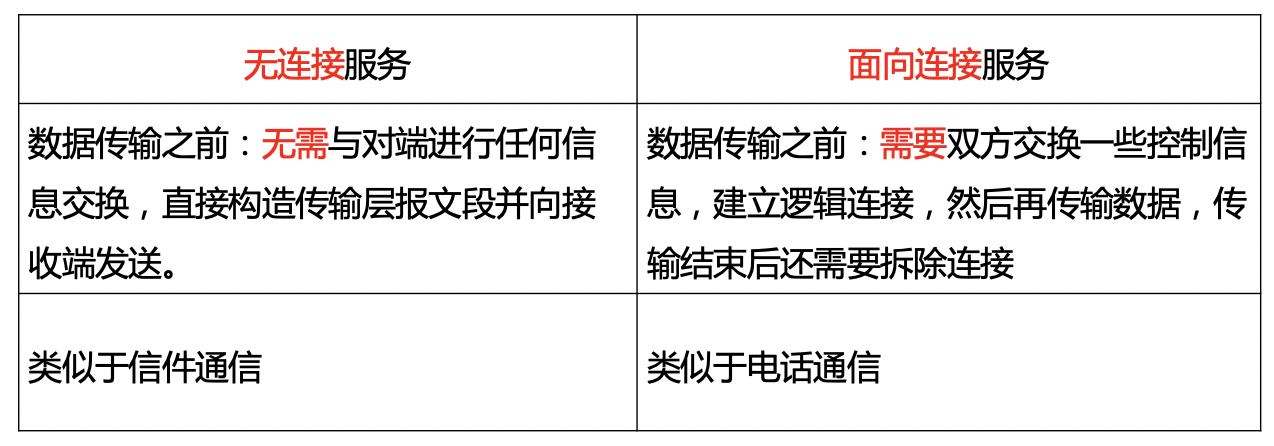 无连接服务
面向连接服务
数据传输之前：无需与对端进行任何信
息交换，直接构造传输层报文段并向接
收端发送。
数据传输之前：需要双方交换一些控制信
息，建立逻辑连接，然后再传输数据，传
输结束后还需要拆除连接
类似于信件通信
类似于电话通信